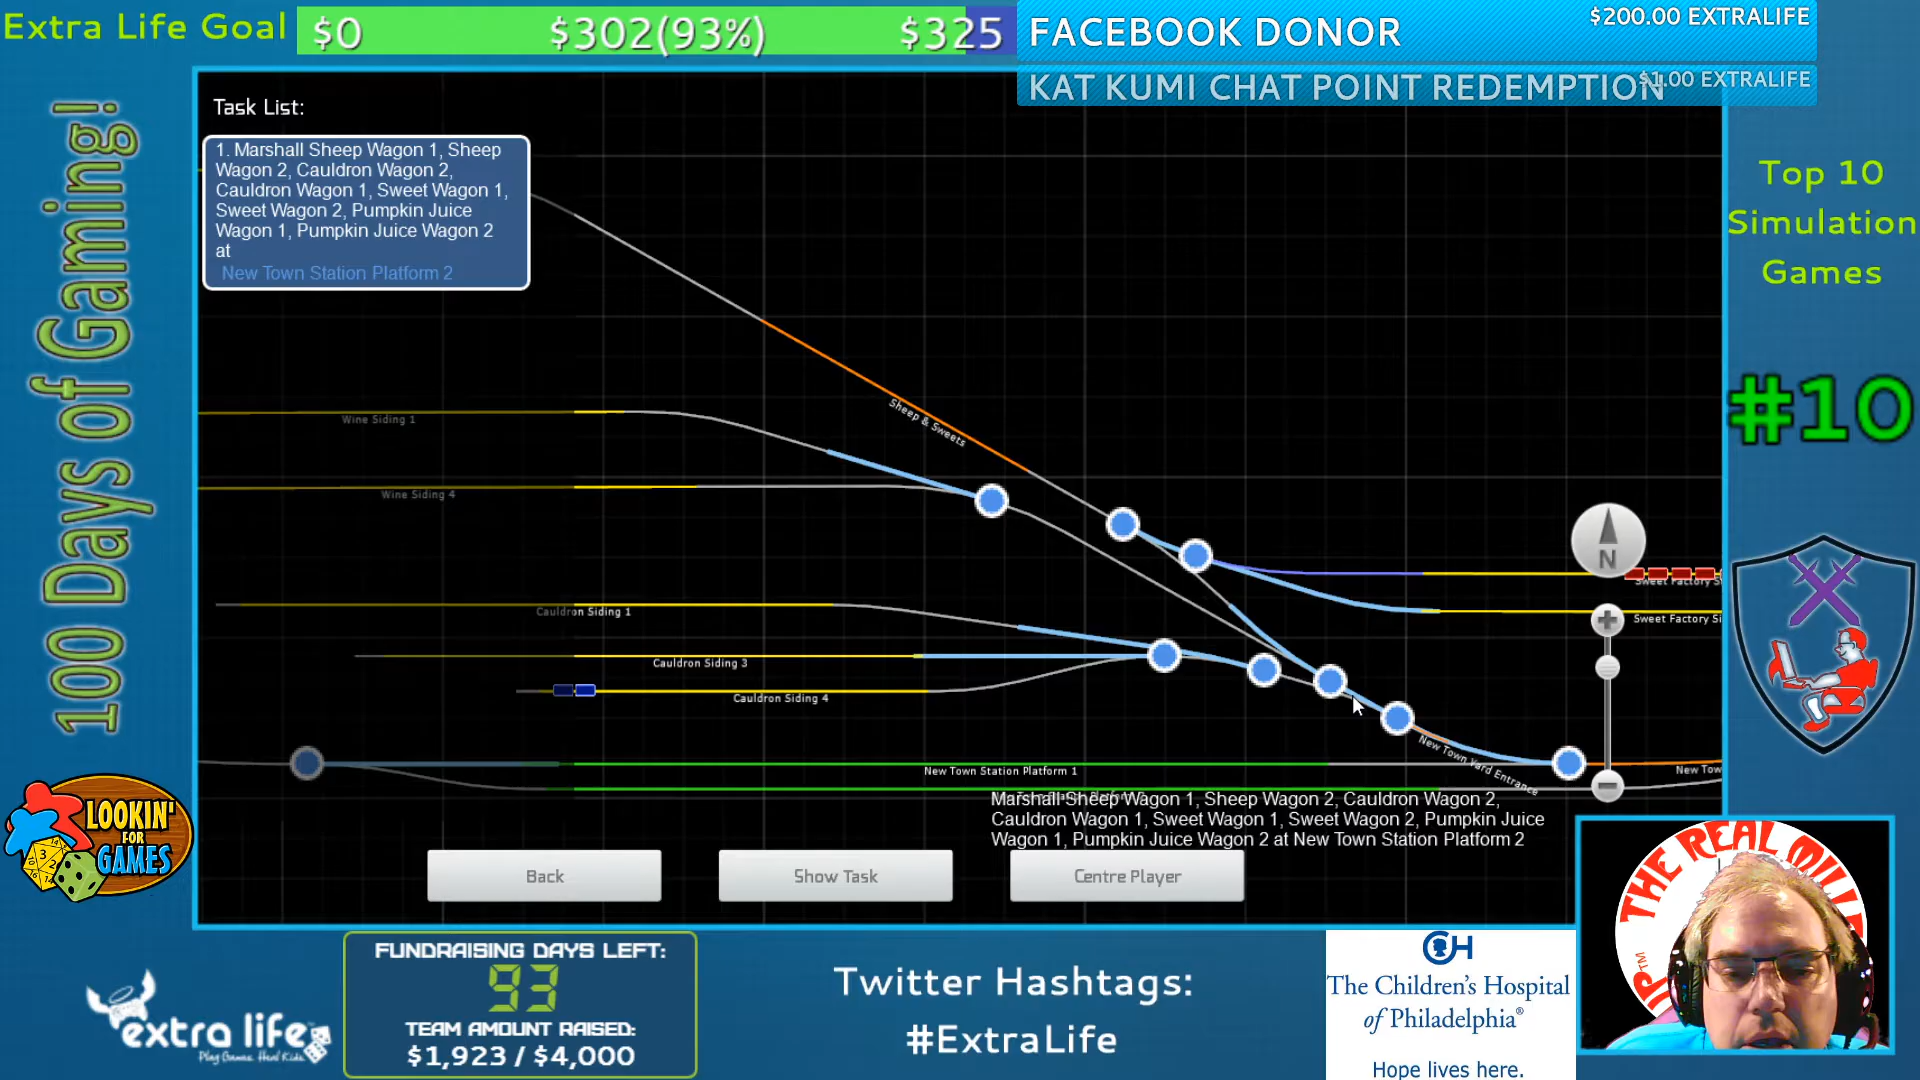 Extra Life Goal
$0
$302(93%)
$325
FACEBOOK DONOR
$200.00 EXTRALIFE
KAT KUMI CHAT POINT REDEMPTION
$1.00 EXTRALIFE
100 Days of Gaming!
Task List:
1. Marshall Sheep Wagon 1, Sheep
Wagon 2, Cauldron Wagon 2,
Cauldron Wagon 1, Sweet Wagon 1,
Sweet Wagon 2, Pumpkin Juice
Wagon 1, Pumpkin Juice Wagon 2
at
New Town Station Platform 2
Top 10
Simulation
Games
#10
Sheep & Sweets
Wine Siding 1
Wine Siding 4
N
Sweet Factory S
Sweet Factory Si
Cauldron Siding 1
Cauldron Siding 3
Cauldron Siding 4
New Town Yard Entrance
New Town Station Platform 1
New Tow
Marshall Sheep Wagon 1, Sheep Wagon 2, Cauldron Wagon 2,
Cauldron Wagon 1, Sweet Wagon 1, Sweet Wagon 2, Pumpkin Juice
Wagon 1, Pumpkin Juice Wagon 2 at New Town Station Platform 2
Back
Show Task
Centre Player
LOOKIN'
FOR
GAMES
extra life
Play Games. Heal Kids.
FUNDRAISING DAYS LEFT:
93
TEAM AMOUNT RAISED:
$1,923 / $4,000
Twitter Hashtags:
#ExtraLife
CH
The Children's Hospital
of Philadelphia®
Hope lives here.
THE REAL
UP™